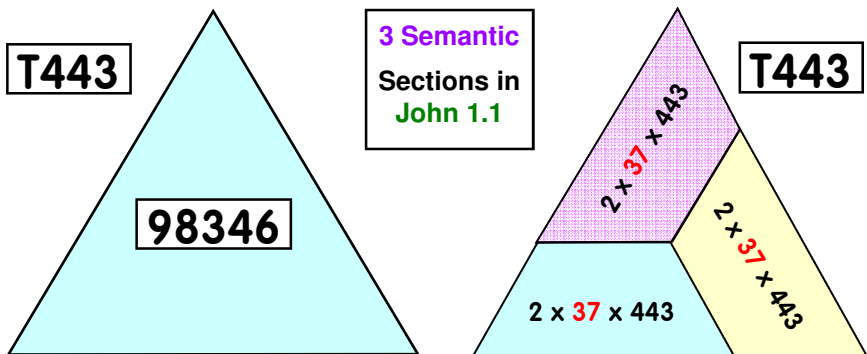 T443
98346
3 Semantic
Sections in
John 1.1
T443
2 x 37 x 443
2 x 37 x 443
2 x 37 x 443